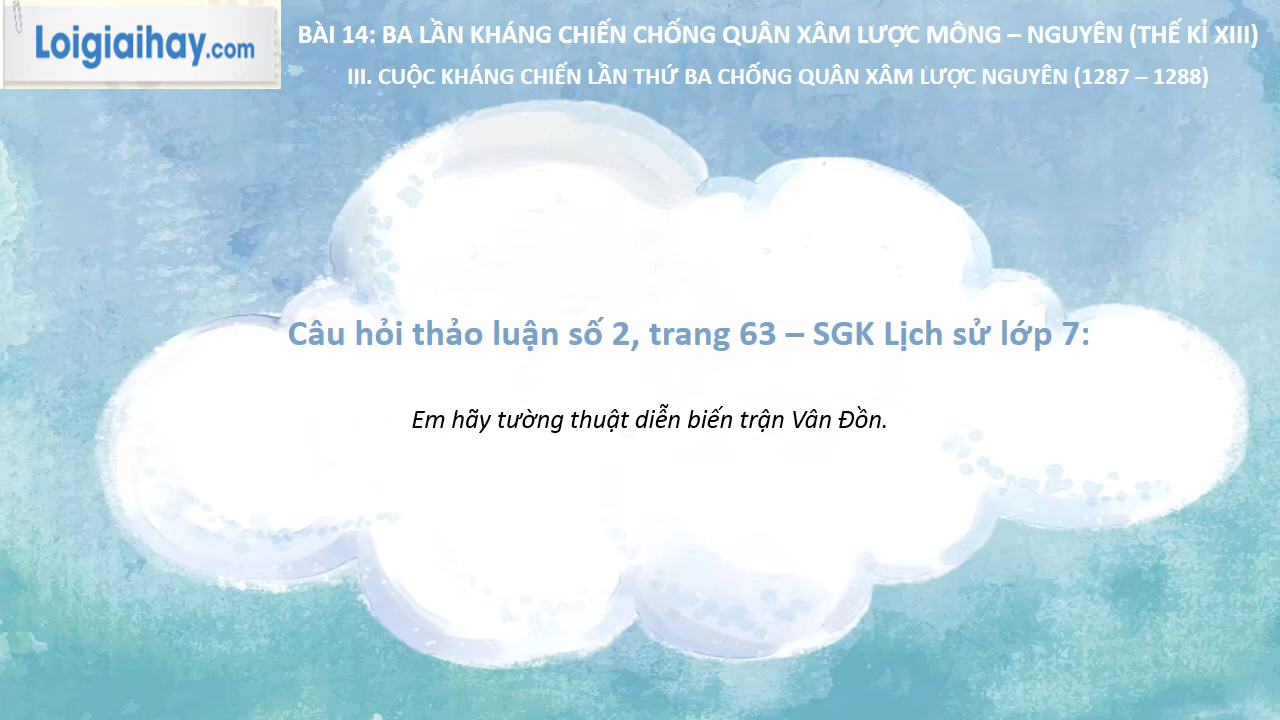 Loigiaihay.com
BÀI 14: BA LẦN KHÁNG CHIẾN CHỐNG QUÂN XÂM LƯỢC MÔNG – NGUYÊN (THẾ KỈ XIII)
III. CUỘC KHÁNG CHIẾN LẦN THỨ BA CHỐNG QUÂN XÂM LƯỢC NGUYÊN (1287 – 1288)
Câu hỏi thảo luận số 2, trang 63 – SGK Lịch sử lớp 7:
Em hãy tường thuật diễn biến trận Vân Đồn.